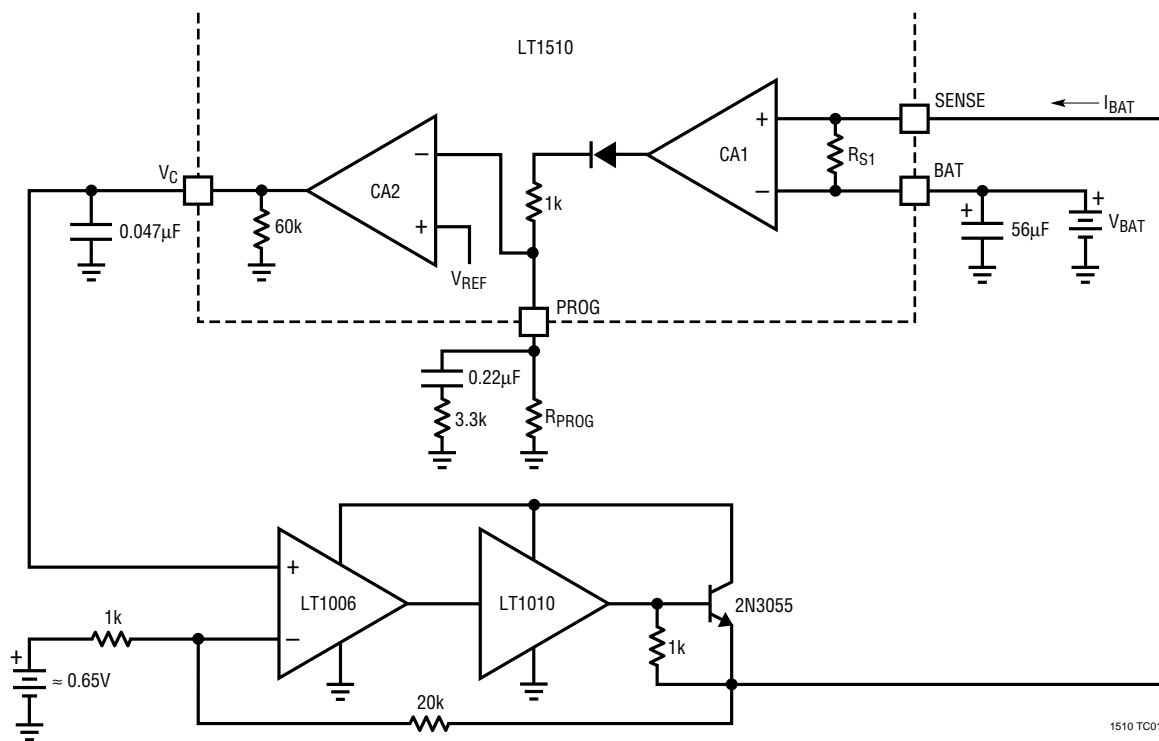 LT1510
SENSE
I_BAT
+
CA1
−
R_S1
BAT
V_C
−
CA2
+
60k
1k
0.047µF
V_REF
+
56µF
+
V_BAT
PROG
0.22µF
3.3k
R_PROG
+
LT1006
−
LT1010
2N3055
1k
1k
+
≈ 0.65V
20k
1510 TC01